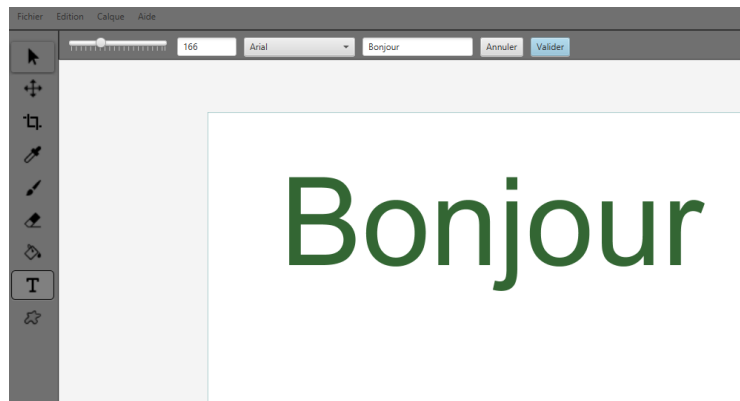 Fichier Edition Calque Aide
166 Arial Bonjour Annuler Valider
T
Bonjour